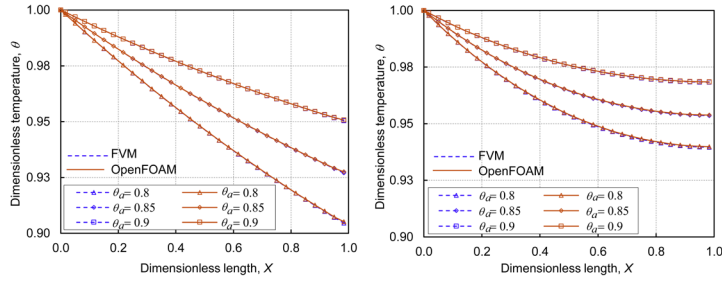 1.00
0.98
0.95
0.93
0.90
Dimensionless temperature, θ
FVM
OpenFOAM
θa= 0.8 θa= 0.8
θa= 0.85 θa= 0.85
θa= 0.9 θa= 0.9
0.0 0.2 0.4 0.6 0.8 1.0
Dimensionless length, X
1.00
0.98
0.95
0.93
0.90
Dimensionless temperature, θ
FVM
OpenFOAM
θa= 0.8 θa= 0.8
θa= 0.85 θa= 0.85
θa= 0.9 θa= 0.9
0.0 0.2 0.4 0.6 0.8 1.0
Dimensionless length, X